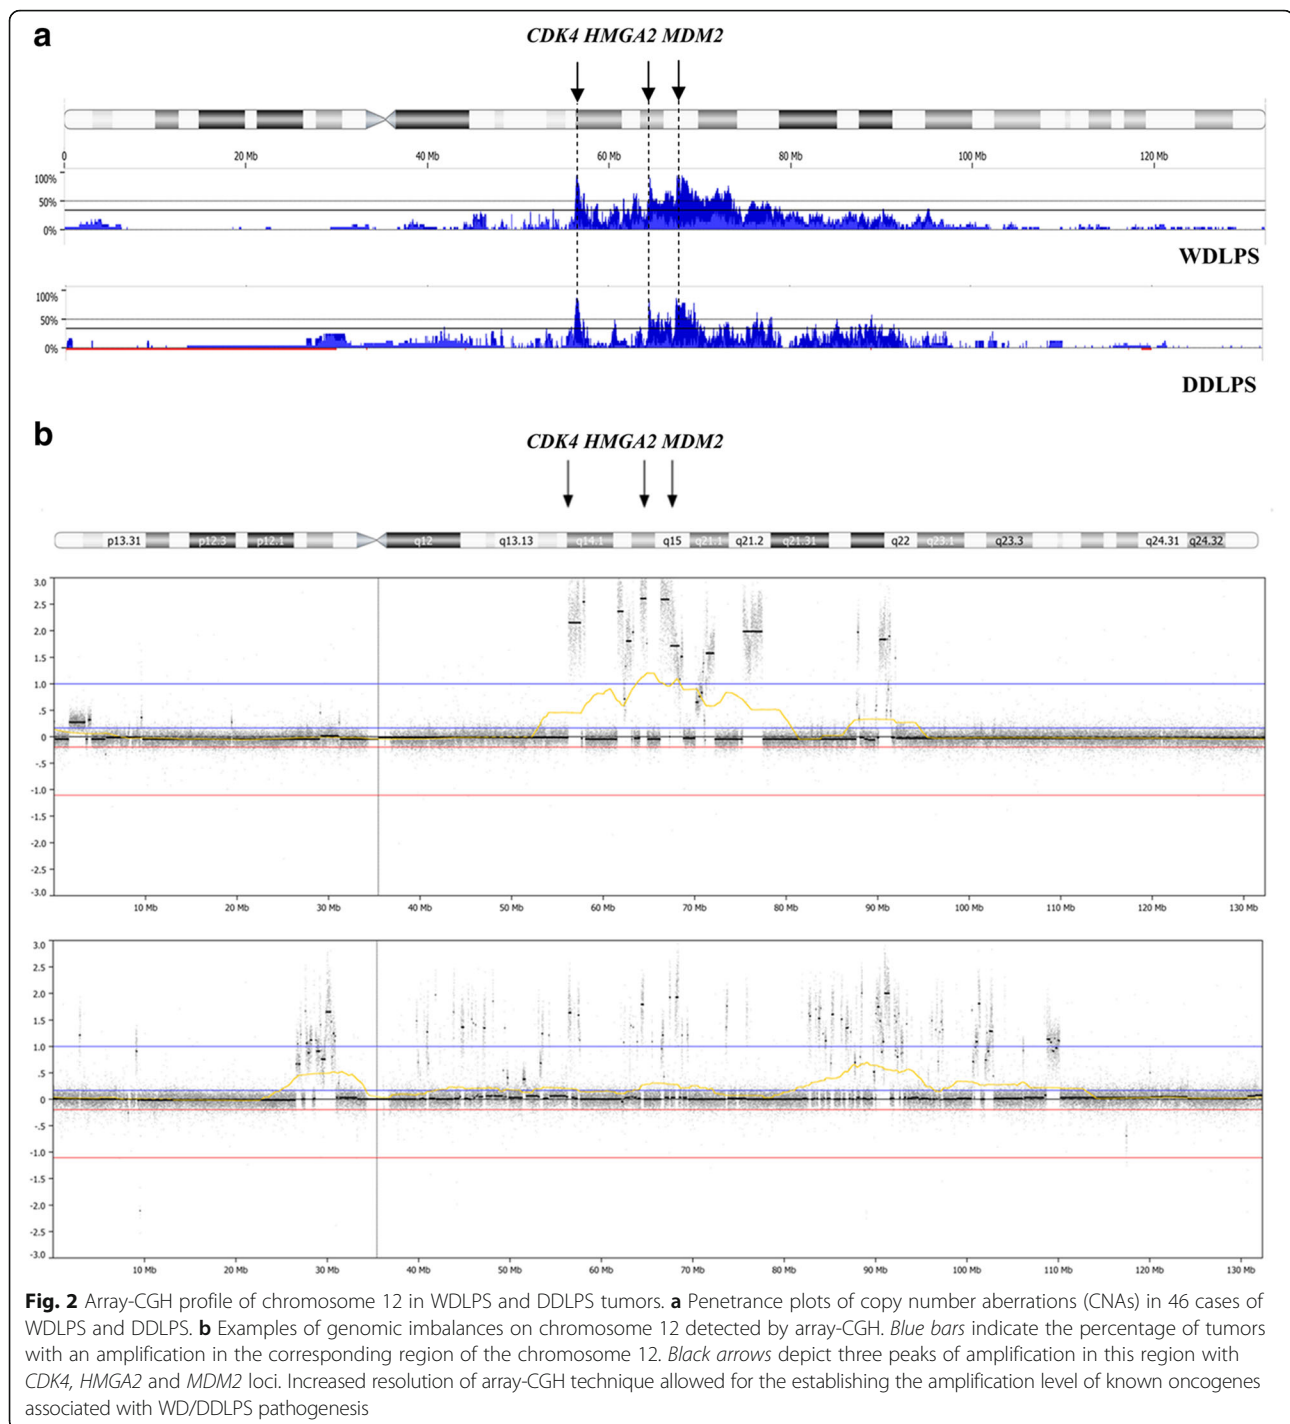 a
CDK4 HMGA2 MDM2
0 20 Mb 40 Mb 60 Mb 80 Mb 100 Mb 120 Mb
100%
50%
0%
WDLPS
100%
50%
0%
DDLPS
b
CDK4 HMGA2 MDM2
p13.31 p12.3 p12.1 q12 q13.13 q14.1 q15 q21.1 q21.2 q21.31 q22 q23.1 q23.3 q24.31 q24.32
3.0
2.5
2.0
1.5
1.0
.5
0
-.5
-1.0
-1.5
-2.0
-2.5
-3.0
10 Mb 20 Mb 30 Mb 40 Mb 50 Mb 60 Mb 70 Mb 80 Mb 90 Mb 100 Mb 110 Mb 120 Mb 130 Mb
3.0
2.5
2.0
1.5
1.0
.5
0
-.5
-1.0
-1.5
-2.0
-2.5
-3.0
10 Mb 20 Mb 30 Mb 40 Mb 50 Mb 60 Mb 70 Mb 80 Mb 90 Mb 100 Mb 110 Mb 120 Mb 130 Mb
Fig. 2 Array-CGH profile of chromosome 12 in WDLPS and DDLPS tumors. a Penetrance plots of copy number aberrations (CNAs) in 46 cases of
WDLPS and DDLPS. b Examples of genomic imbalances on chromosome 12 detected by array-CGH. Blue bars indicate the percentage of tumors
with an amplification in the corresponding region of the chromosome 12. Black arrows depict three peaks of amplification in this region with
CDK4, HMGA2 and MDM2 loci. Increased resolution of array-CGH technique allowed for the establishing the amplification level of known oncogenes
associated with WD/DDLPS pathogenesis